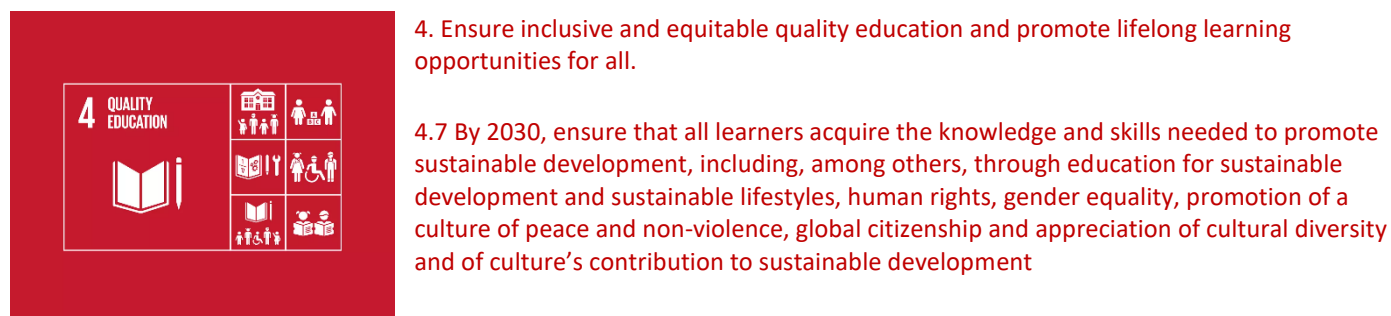 4 QUALITY
EDUCATION
A
B C
4. Ensure inclusive and equitable quality education and promote lifelong learning
opportunities for all.
4.7 By 2030, ensure that all learners acquire the knowledge and skills needed to promote
sustainable development, including, among others, through education for sustainable
development and sustainable lifestyles, human rights, gender equality, promotion of a
culture of peace and non-violence, global citizenship and appreciation of cultural diversity
and of culture’s contribution to sustainable development